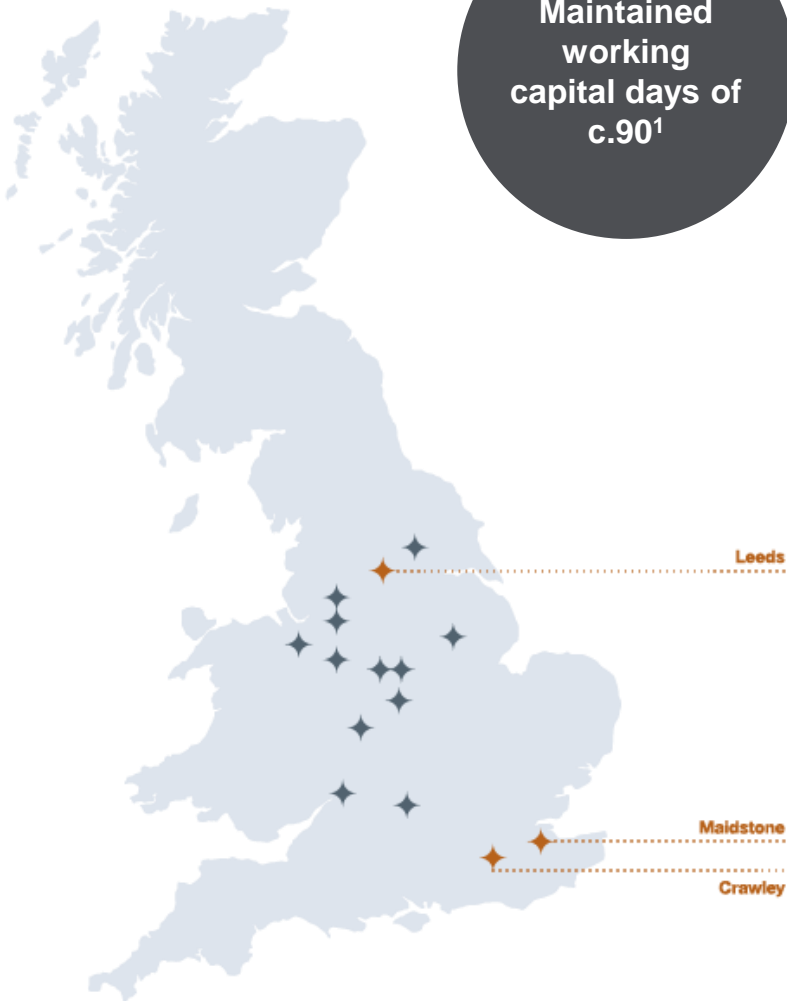 Maintained
working
capital days of
c.90¹
Leeds
Maidstone
Crawley